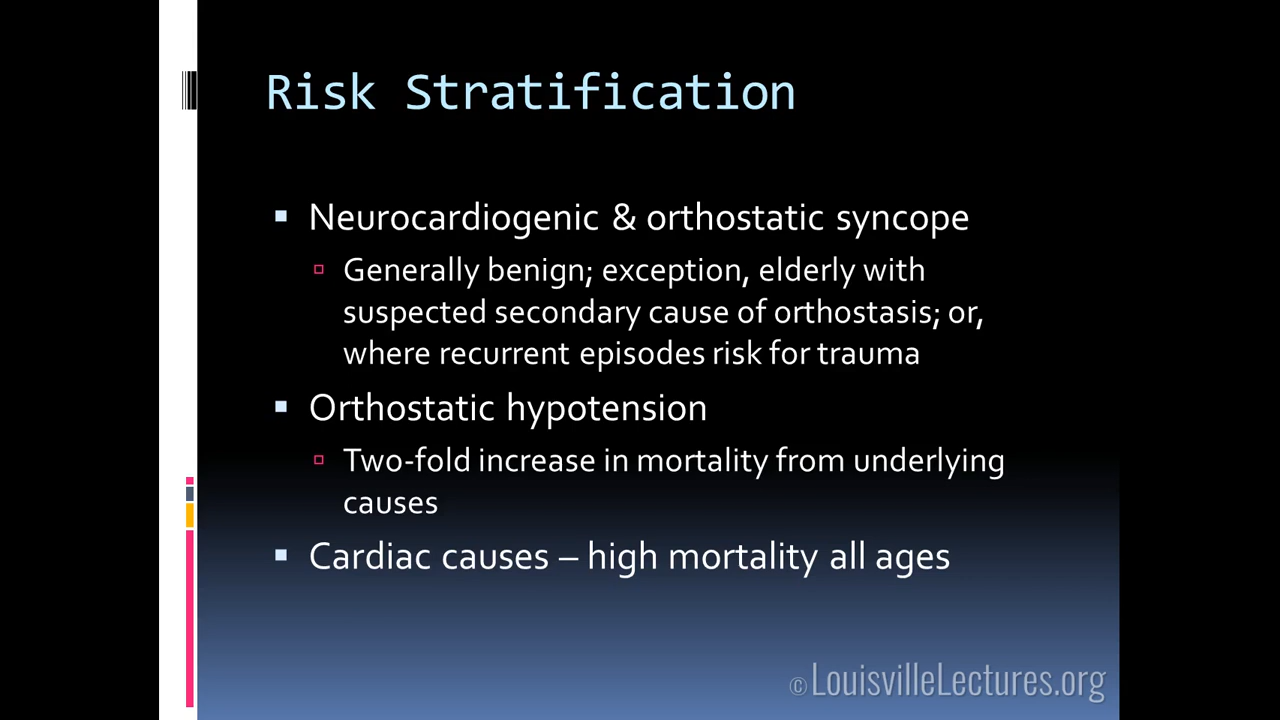 Risk Stratification
Neurocardiogenic & orthostatic syncope
Generally benign; exception, elderly with
suspected secondary cause of orthostasis; or,
where recurrent episodes risk for trauma
Orthostatic hypotension
Two-fold increase in mortality from underlying
causes
Cardiac causes – high mortality all ages
© LouisvilleLectures.org